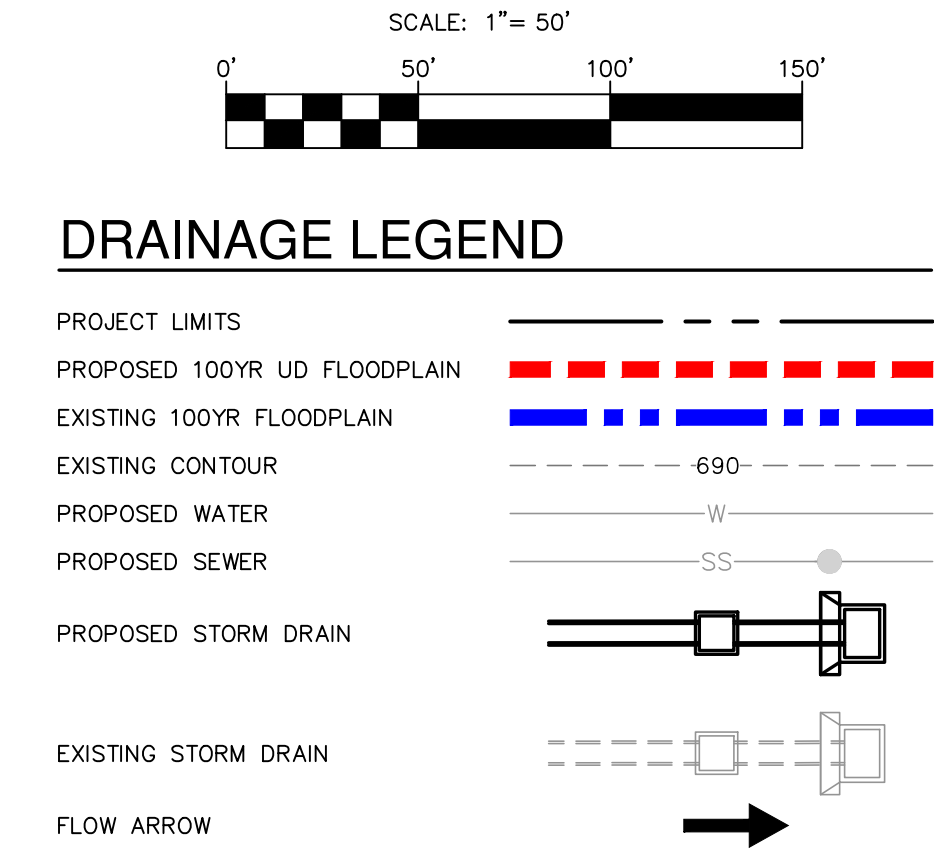 SCALE: 1"= 50'
0' 50' 100' 150'
DRAINAGE LEGEND
PROJECT LIMITS
PROPOSED 100YR UD FLOODPLAIN
EXISTING 100YR FLOODPLAIN
EXISTING CONTOUR 690
PROPOSED WATER W
PROPOSED SEWER SS
PROPOSED STORM DRAIN
EXISTING STORM DRAIN
FLOW ARROW